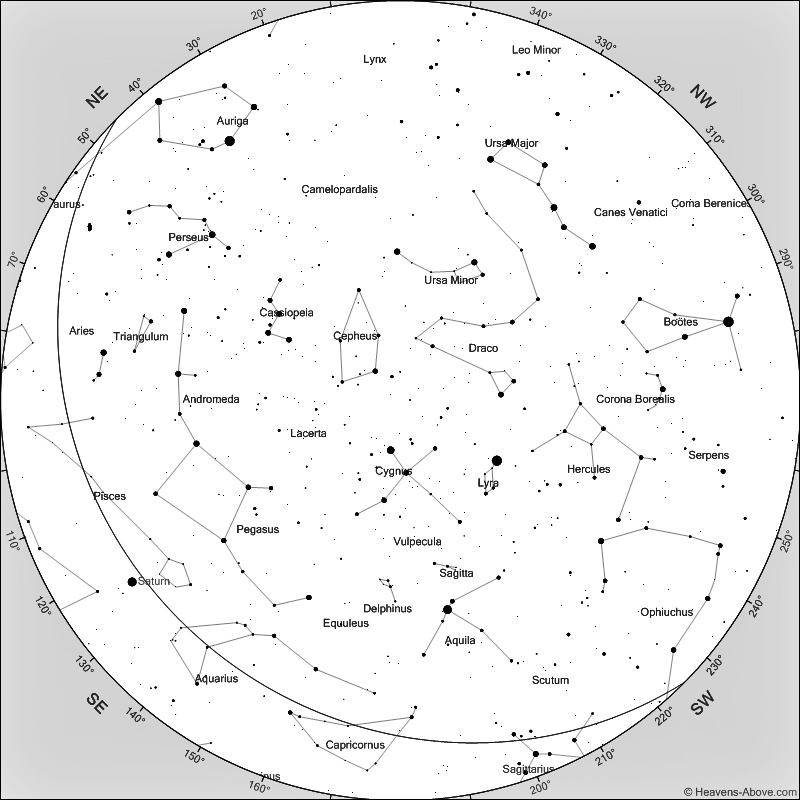 20°
340°
Leo Minor
30°
Lynx
330°
40°
320°
NE
NW
Auriga
50°
310°
Ursa Major
60°
Camelopardalis
300°
aurus
Coma Berenices
Canes Venatici
Perseus
70°
290°
Ursa Minor
Cassiopeia
Aries
Triangulum
Cepheus
Boötes
Draco
Andromeda
Corona Borealis
Lacerta
Cygnus
Hercules
Serpens
Lyra
Pisces
Pegasus
110°
Vulpecula
250°
Saturn
Sagitta
120°
Delphinus
Equuleus
Ophiuchus
240°
Aquila
130°
Aquarius
Scutum
230°
SE
SW
140°
220°
Capricornus
150°
210°
Sagittarius
160°
nus
200°
© Heavens-Above.com